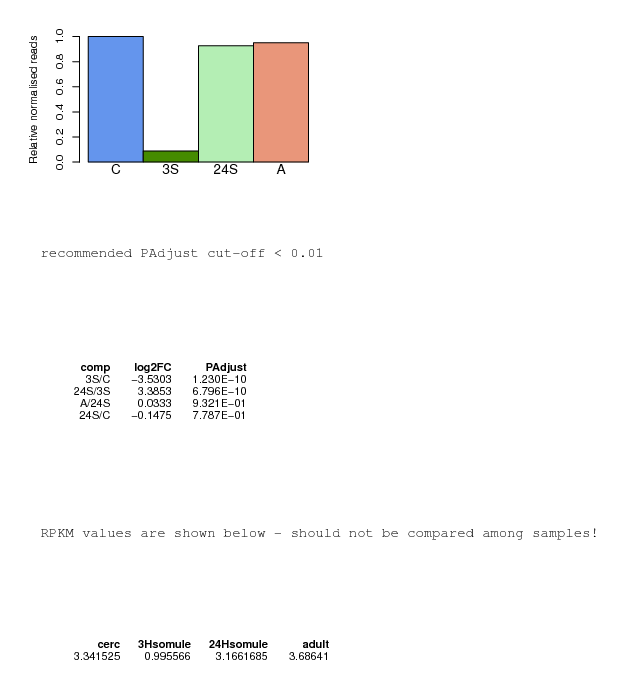 Relative normalised reads
1.0
0.8
0.6
0.4
0.2
0.0
C 3S 24S A
recommended PAdjust cut-off < 0.01
comp log2FC PAdjust
3S/C −3.5303 1.230E−10
24S/3S 3.3853 6.796E−10
A/24S 0.0333 9.321E−01
24S/C −0.1475 7.787E−01
RPKM values are shown below - should not be compared among samples!
cerc 3Hsomule 24Hsomule adult
3.341525 0.995566 3.1661685 3.68641